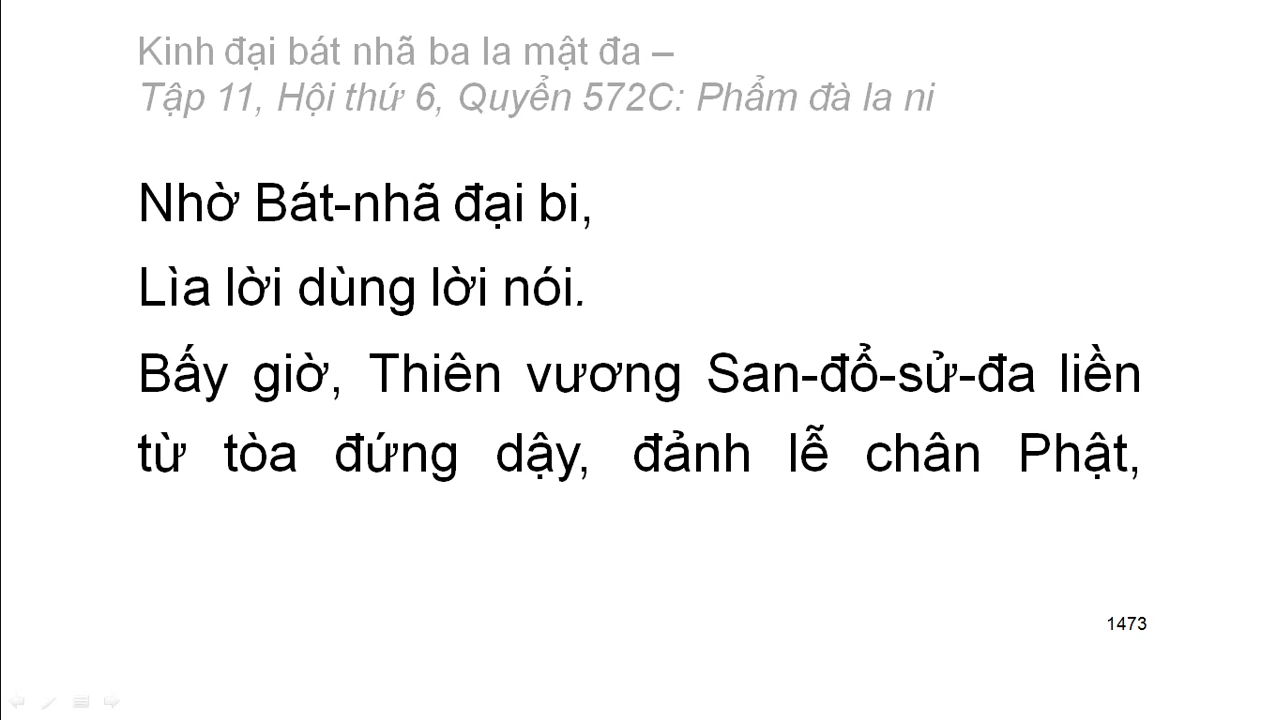 Kinh đại bát nhã ba la mật đa –
Tập 11, Hội thứ 6, Quyển 572C: Phẩm đà la ni
Nhờ Bát-nhã đại bi,
Lìa lời dùng lời nói.
Bấy giờ, Thiên vương San-đổ-sử-đa liền
từ tòa đứng dậy, đảnh lễ chân Phật,
1473